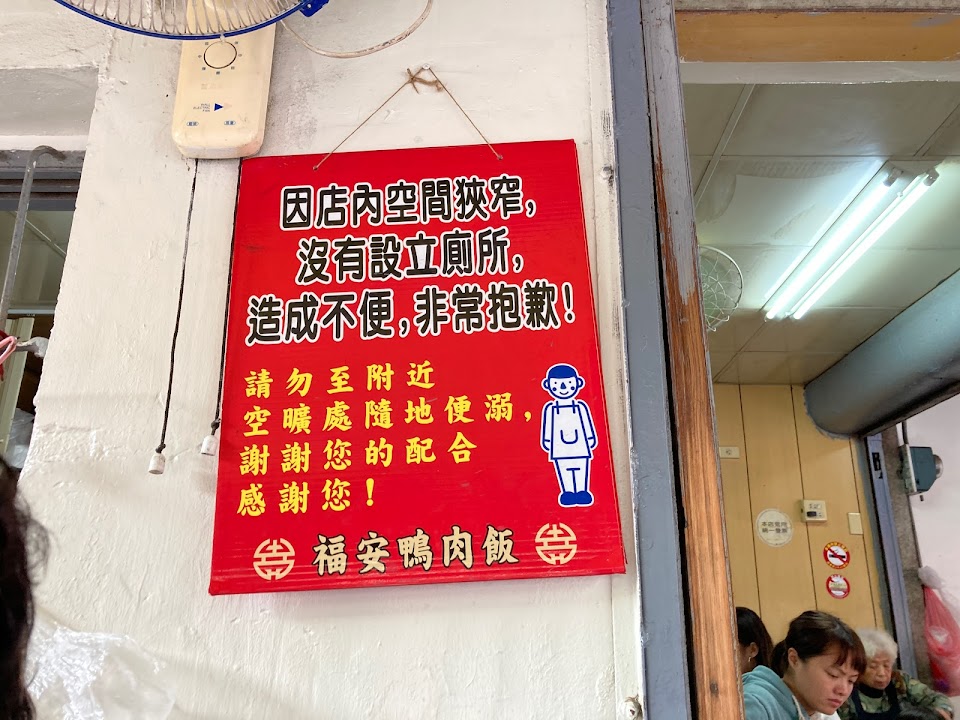 因店內空間狹窄,
沒有設立廁所,
造成不便,非常抱歉!
請勿至附近
空曠處隨地便溺,
謝謝您的配合
感謝您!
福安鴨肉飯